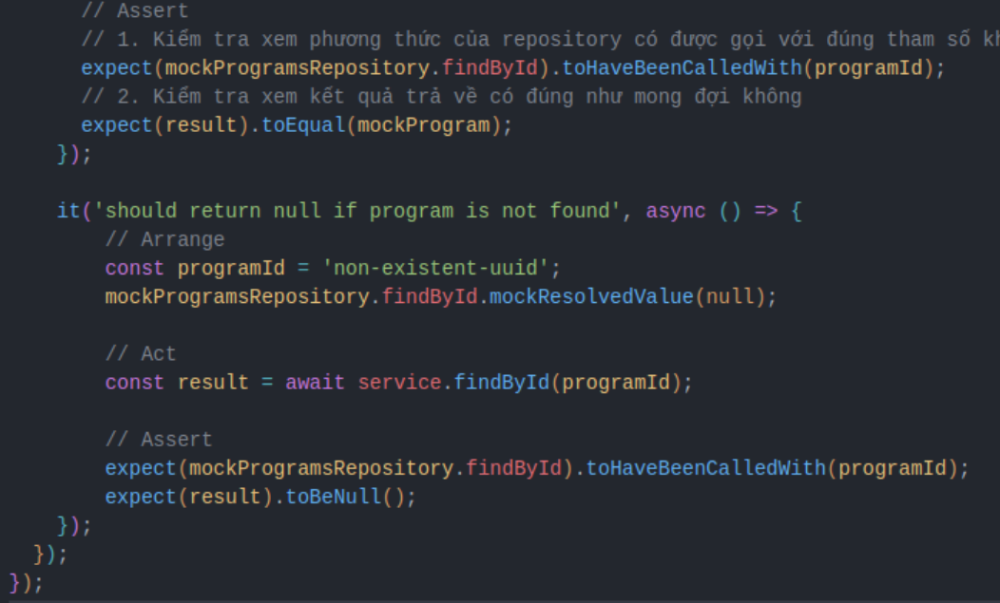 // Assert
// 1. Kiểm tra xem phương thức của repository có được gọi với đúng tham số
expect(mockProgramsRepository.findById).toHaveBeenCalledWith(programId);
// 2. Kiểm tra xem kết quả trả về có đúng như mong đợi không
expect(result).toEqual(mockProgram);
});
it('should return null if program is not found', async () => {
// Arrange
const programId = 'non-existent-uuid';
mockProgramsRepository.findById.mockResolvedValue(null);
// Act
const result = await service.findById(programId);
// Assert
expect(mockProgramsRepository.findById).toHaveBeenCalledWith(programId);
expect(result).toBeNull();
});
});
});